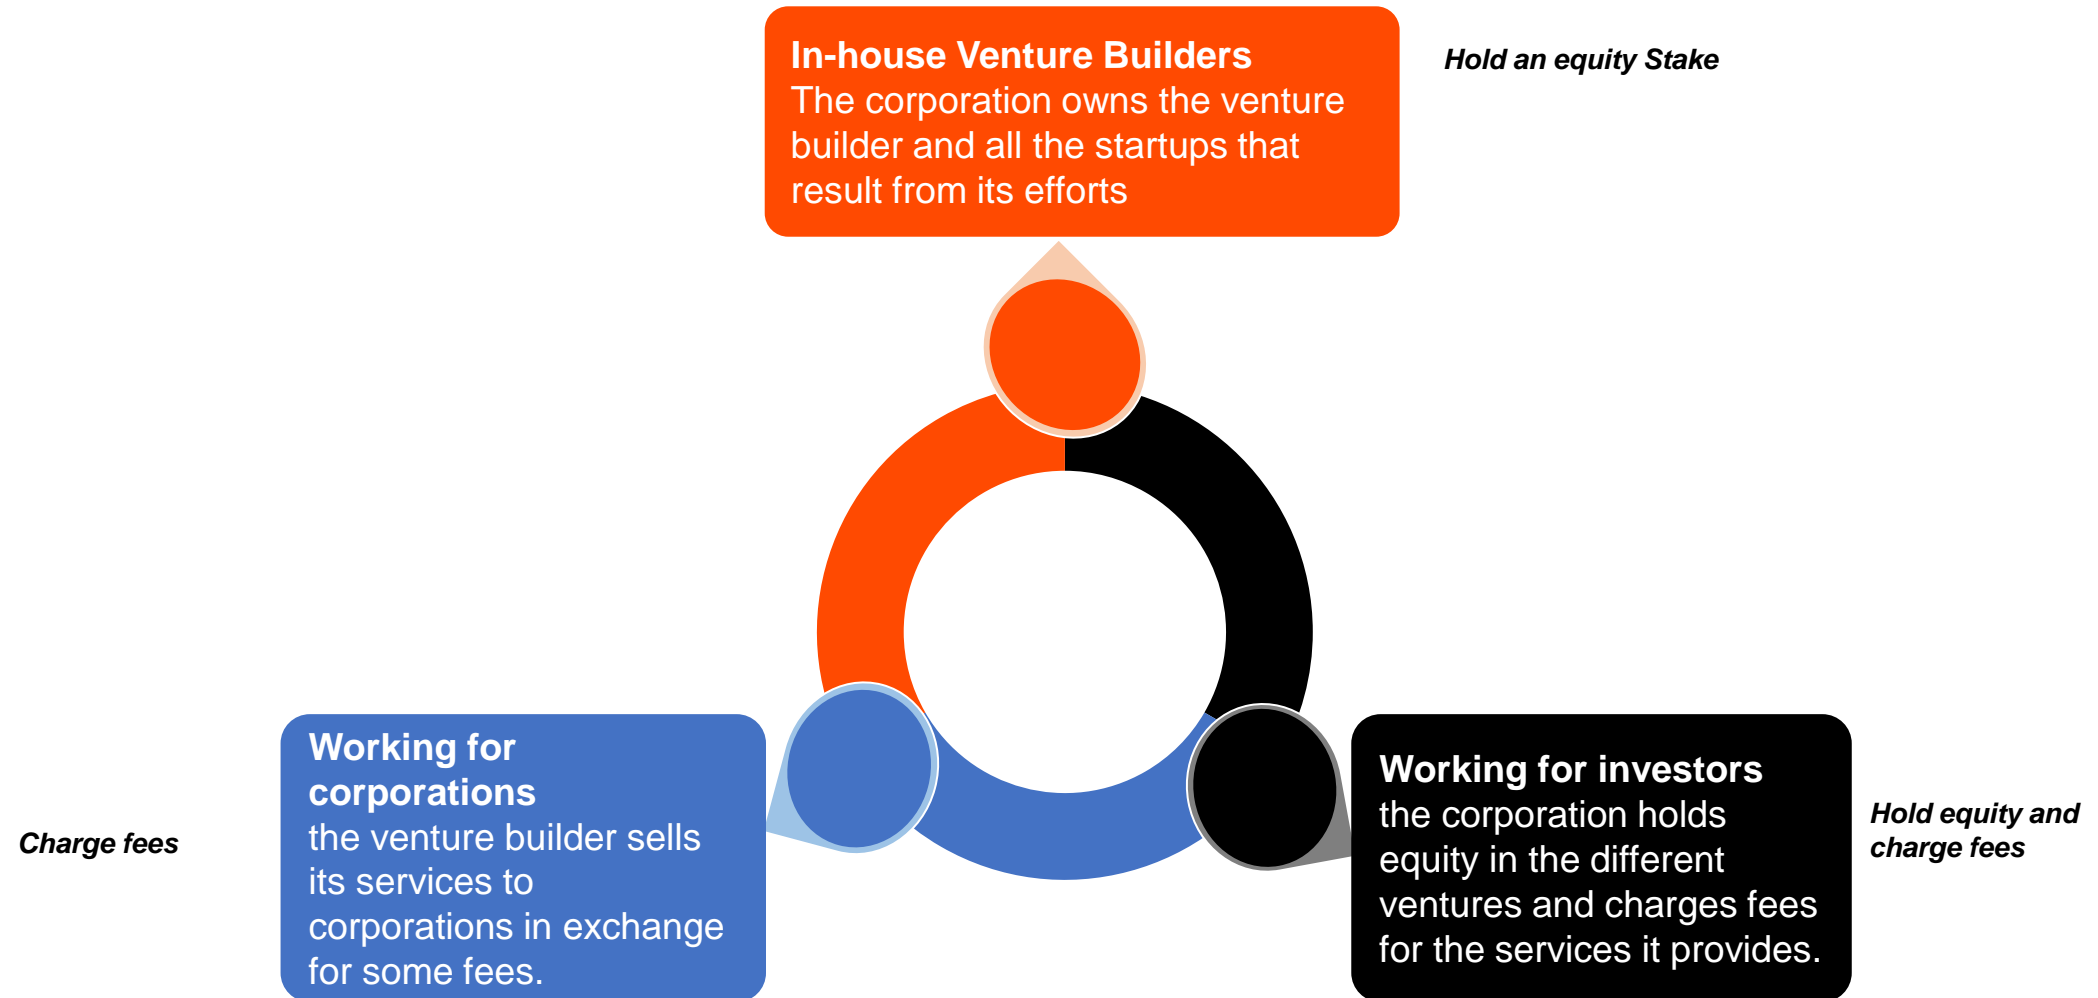 In-house Venture Builders
The corporation owns the venture
builder and all the startups that
result from its efforts
Hold an equity Stake
Charge fees
Working for
corporations
the venture builder sells
its services to
corporations in exchange
for some fees.
Working for investors
the corporation holds
equity in the different
ventures and charges fees
for the services it provides.
Hold equity and
charge fees